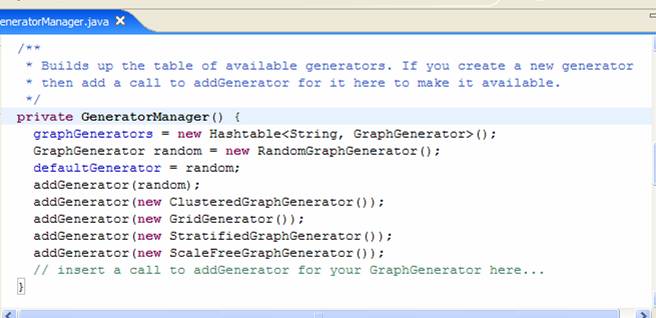 eneratorManager.java
/**
 * Builds up the table of available generators. If you create a new generator
 * then add a call to addGenerator for it here to make it available.
 */
private GeneratorManager() {
  graphGenerators = new Hashtable<String, GraphGenerator>();
  GraphGenerator random = new RandomGraphGenerator();
  defaultGenerator = random;
  addGenerator(random);
  addGenerator(new ClusteredGraphGenerator());
  addGenerator(new GridGenerator());
  addGenerator(new StratifiedGraphGenerator());
  addGenerator(new ScaleFreeGraphGenerator());
  // insert a call to addGenerator for your GraphGenerator here...
}